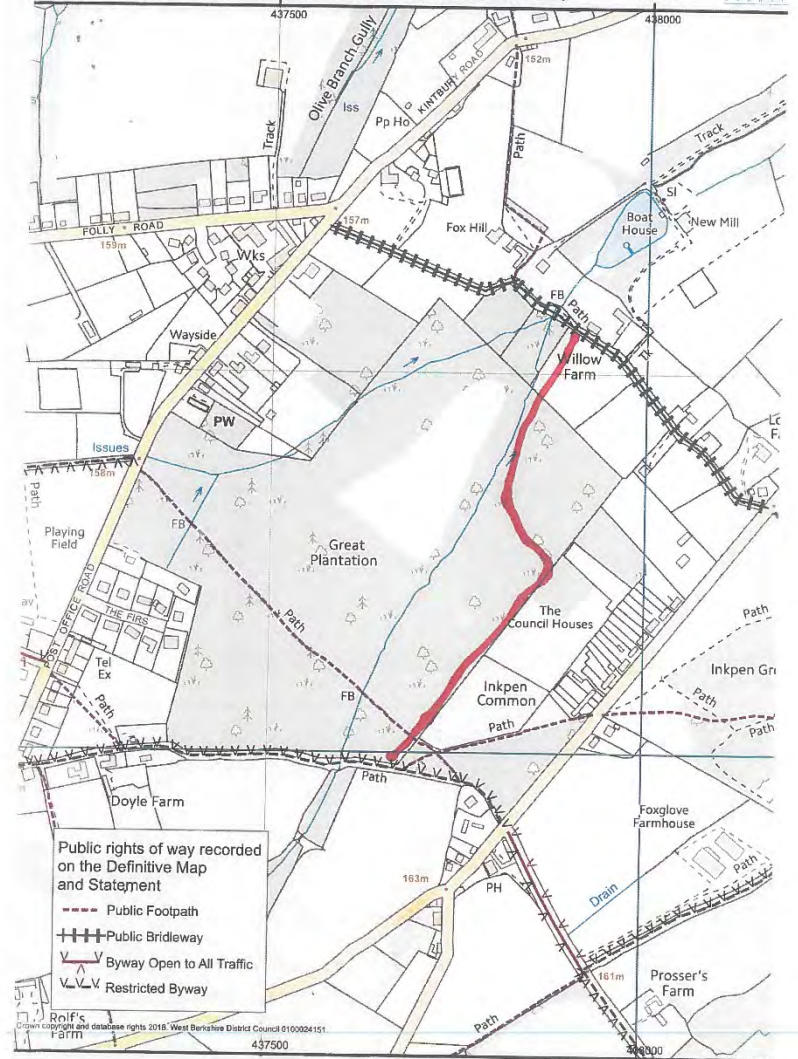 437500
438000
Olive Branch Gully
KINTBURY ROAD
152m
Iss
Track
Pp Ho
Path
Track
SI
Boat
House
New Mill
157m
Fox Hill
FOLLY ROAD
159m
Wks
FB
Path
Wayside
Willow
Farm
Tk
PW
Issues
158m
Path
FB
Playing
Field
Great
Plantation
POST OFFICE ROAD
THE FIRS
Path
The
Council Houses
Path
Tel
Ex
Path
FB
Inkpen
Common
Path
Inkpen Gr
Path
Path
Path
Doyle Farm
Foxglove
Farmhouse
163m
PH
Drain
Path
161m
Prosser's
Farm
Path
Public rights of way recorded
on the Definitive Map
and Statement
Public Footpath
Public Bridleway
Byway Open to All Traffic
Restricted Byway
Rolf's
Farm
Crown copyright and database rights 2018. West Berkshire District Council 0100024151
437500
438000